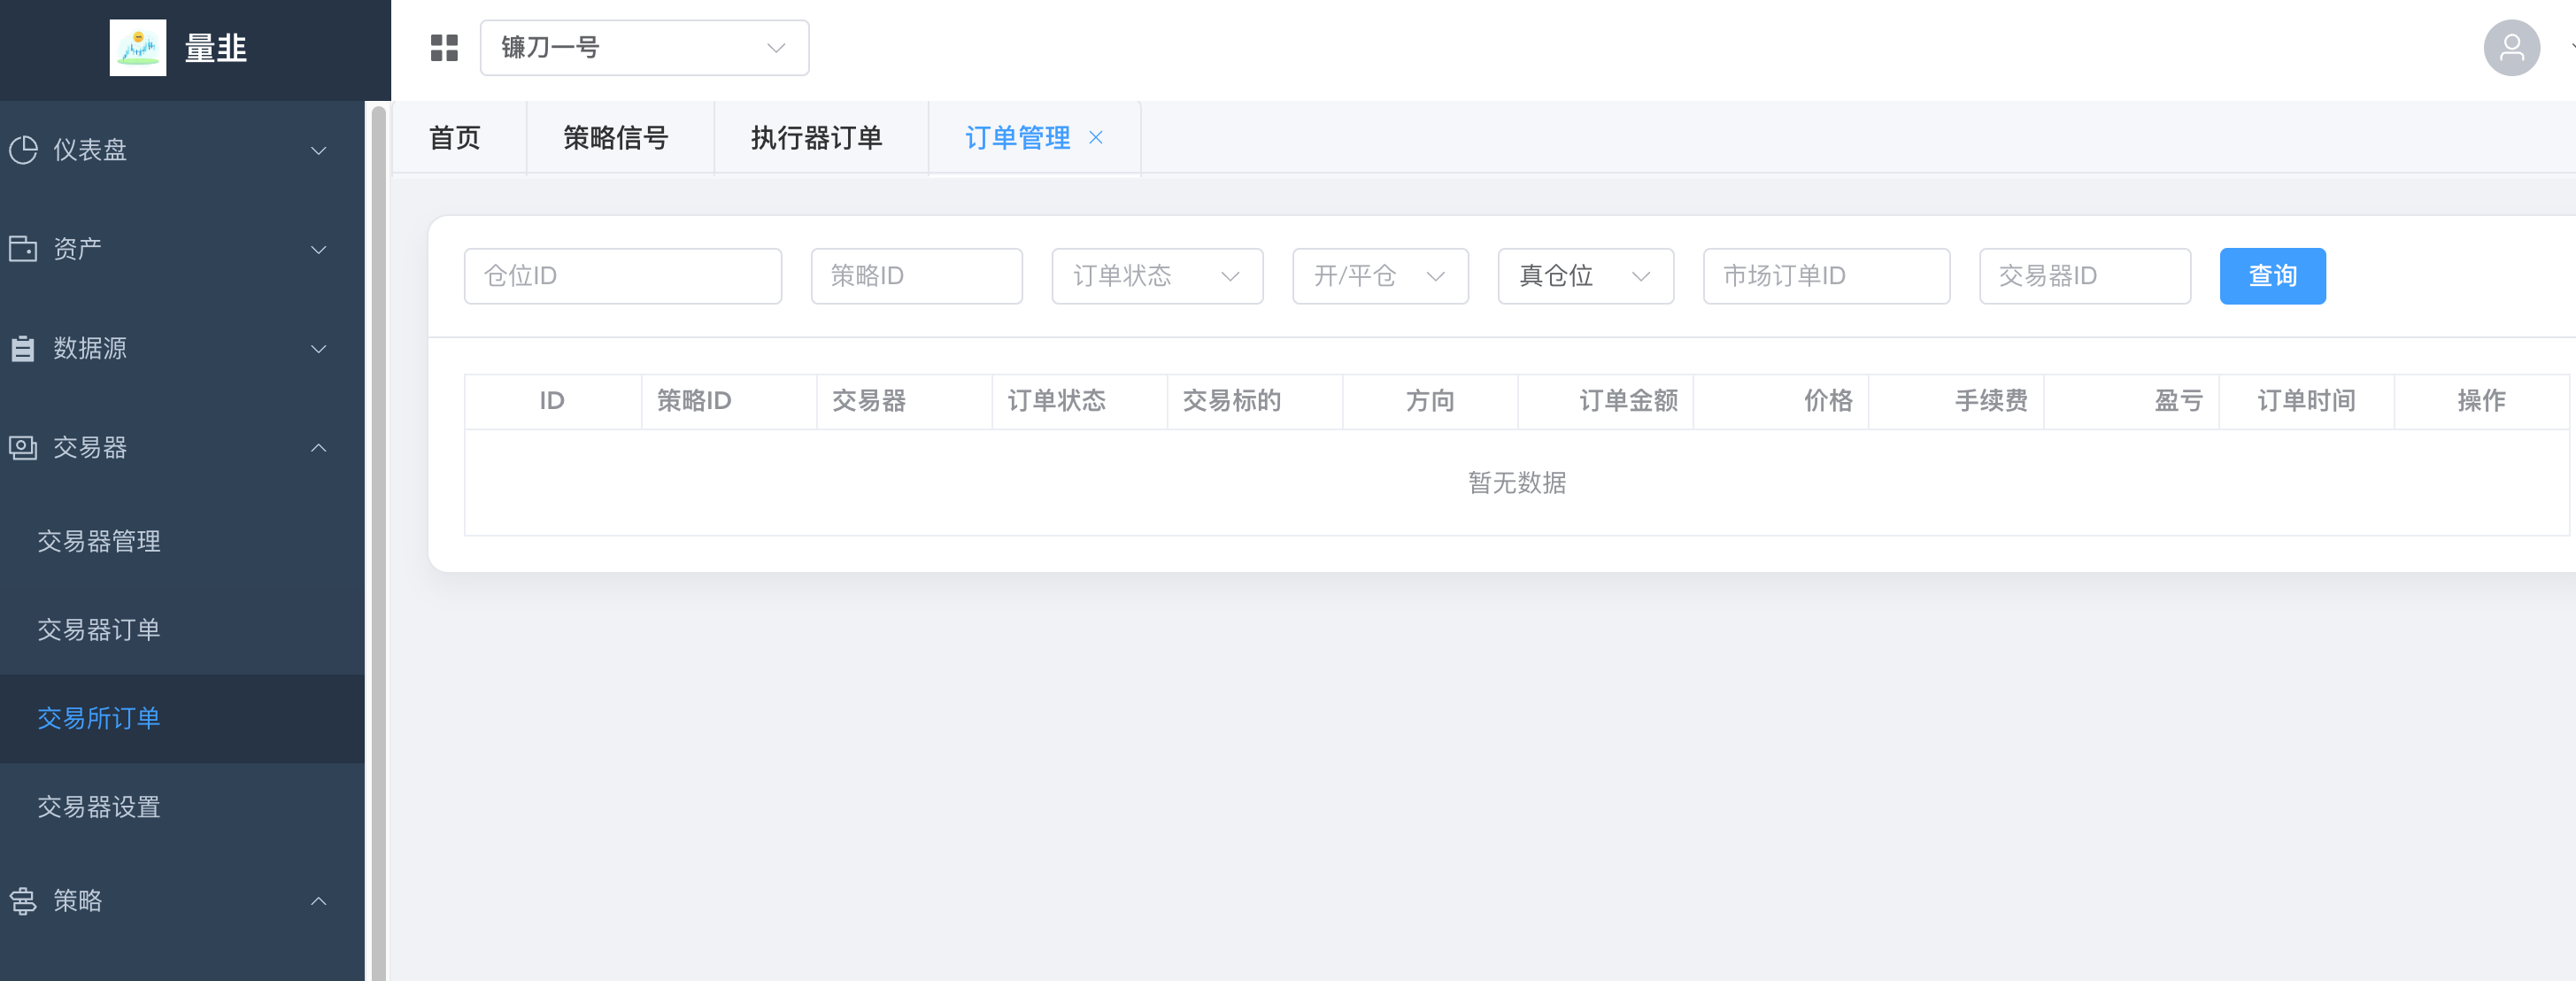 量韭
镰刀一号
仪表盘
资产
数据源
交易器
交易器管理
交易器订单
交易所订单
交易器设置
策略
首页
策略信号
执行器订单
订单管理
仓位ID
策略ID
订单状态
开/平仓
真仓位
市场订单ID
交易器ID
查询
ID
策略ID
交易器
订单状态
交易标的
方向
订单金额
价格
手续费
盈亏
订单时间
操作
暂无数据